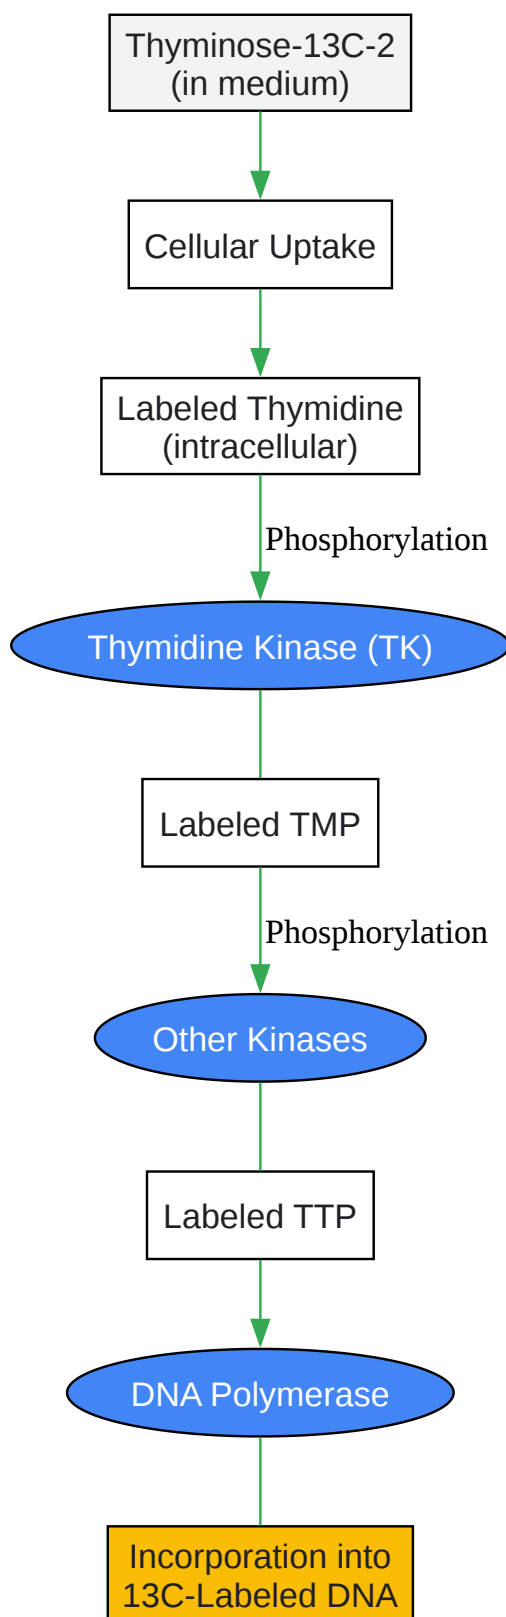 Thyminose-13C-2
(in medium)
Cellular Uptake
Labeled Thymidine
(intracellular)
Phosphorylation
Thymidine Kinase (TK)
Labeled TMP
Phosphorylation
Other Kinases
Labeled TTP
DNA Polymerase
Incorporation into
13C-Labeled DNA